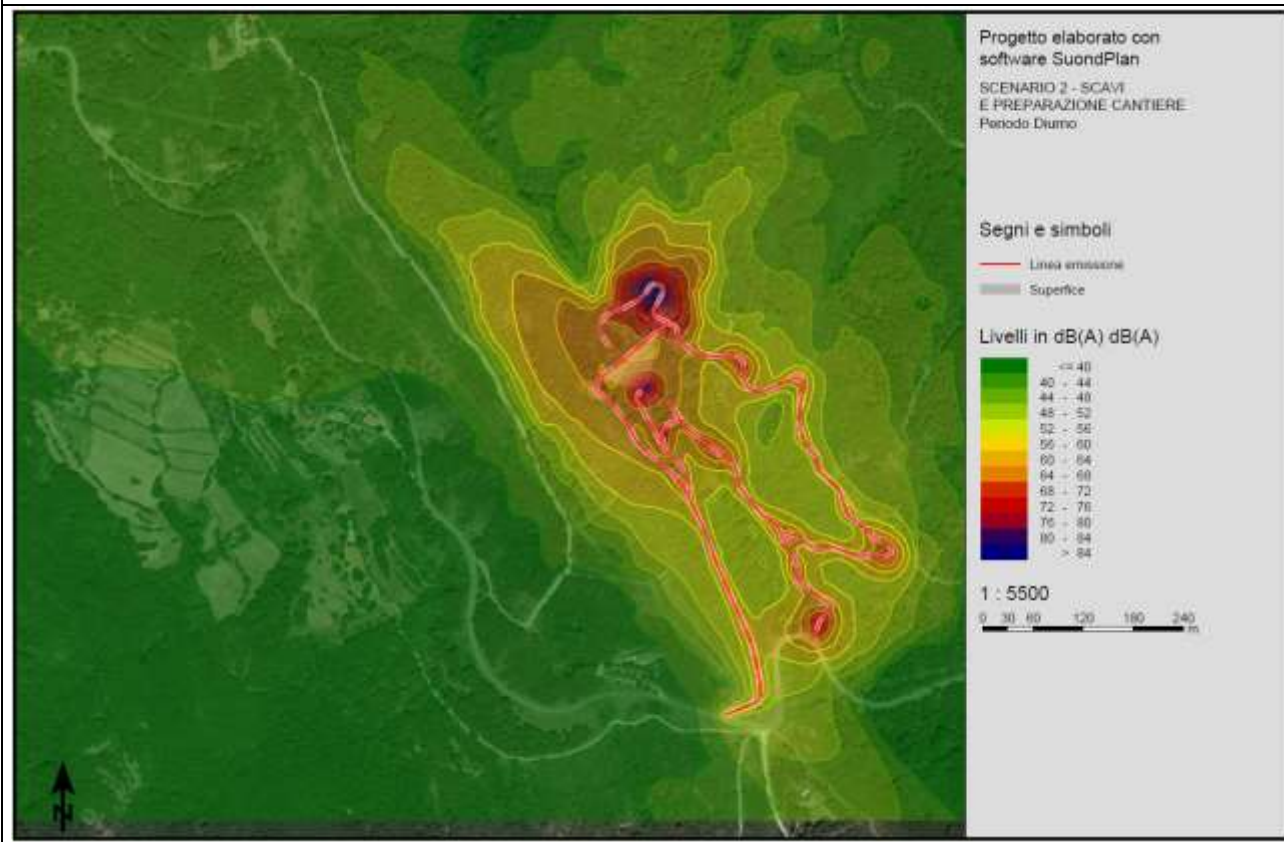 Progetto elaborato con
software SuondPlan
SCENARIO 2 - SCAVI
E PREPARAZIONE CANTIERE
Periodo Diurno
Segni e simboli
Linea emissione
Superfice
Livelli in dB(A) dB(A)
<= 40
40 - 44
44 - 48
48 - 52
52 - 56
56 - 60
60 - 64
64 - 68
68 - 72
72 - 76
76 - 80
80 - 84
> 84
1 : 5500
0 30 60 120 180 240
m
N